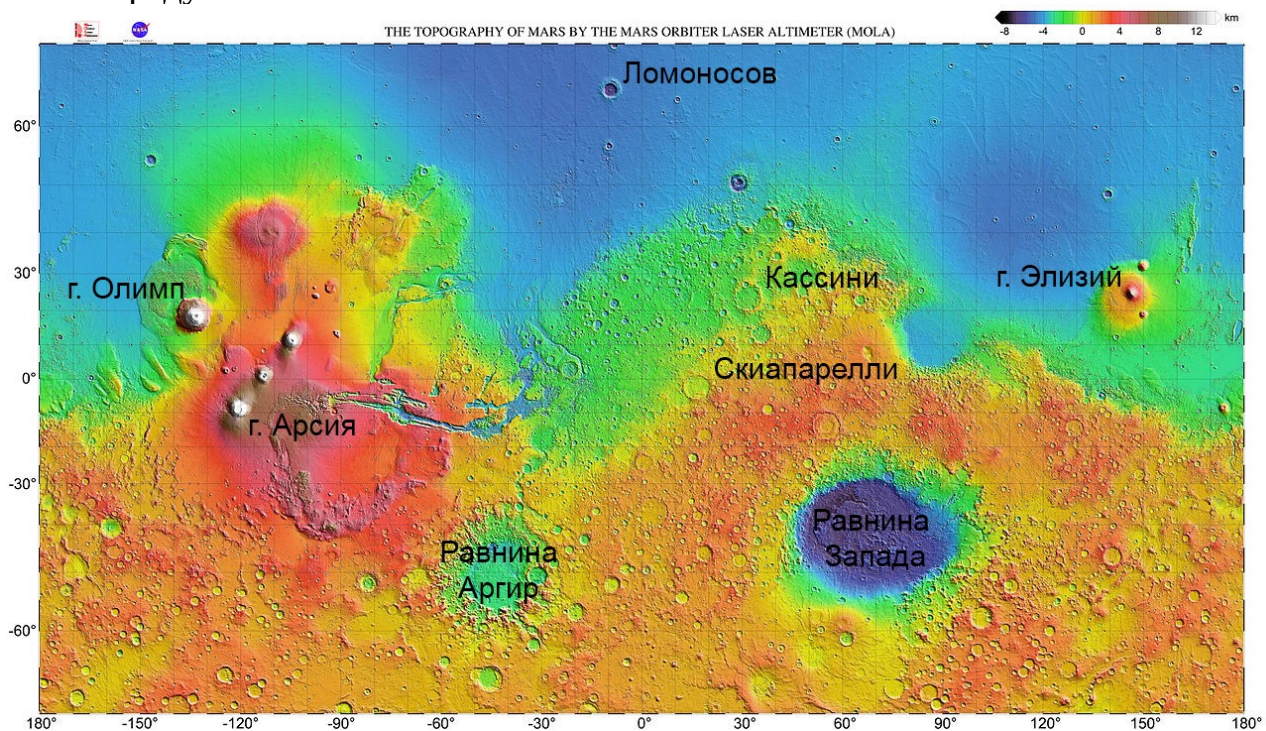 THE TOPOGRAPHY OF MARS BY THE MARS ORBITER LASER ALTIMETER (MOLA)
km
-8 -4 0 4 8 12
NASA
Ломоносов
60°
30°
г. Олимп
Кассини
г. Элизий
0°
Скиапарелли
г. Арсия
-30°
Равнина
Аргир
Равнина
Запада
-60°
180° -150 -120 -90 -60 -30 0° 30 60 90 120 150 180°